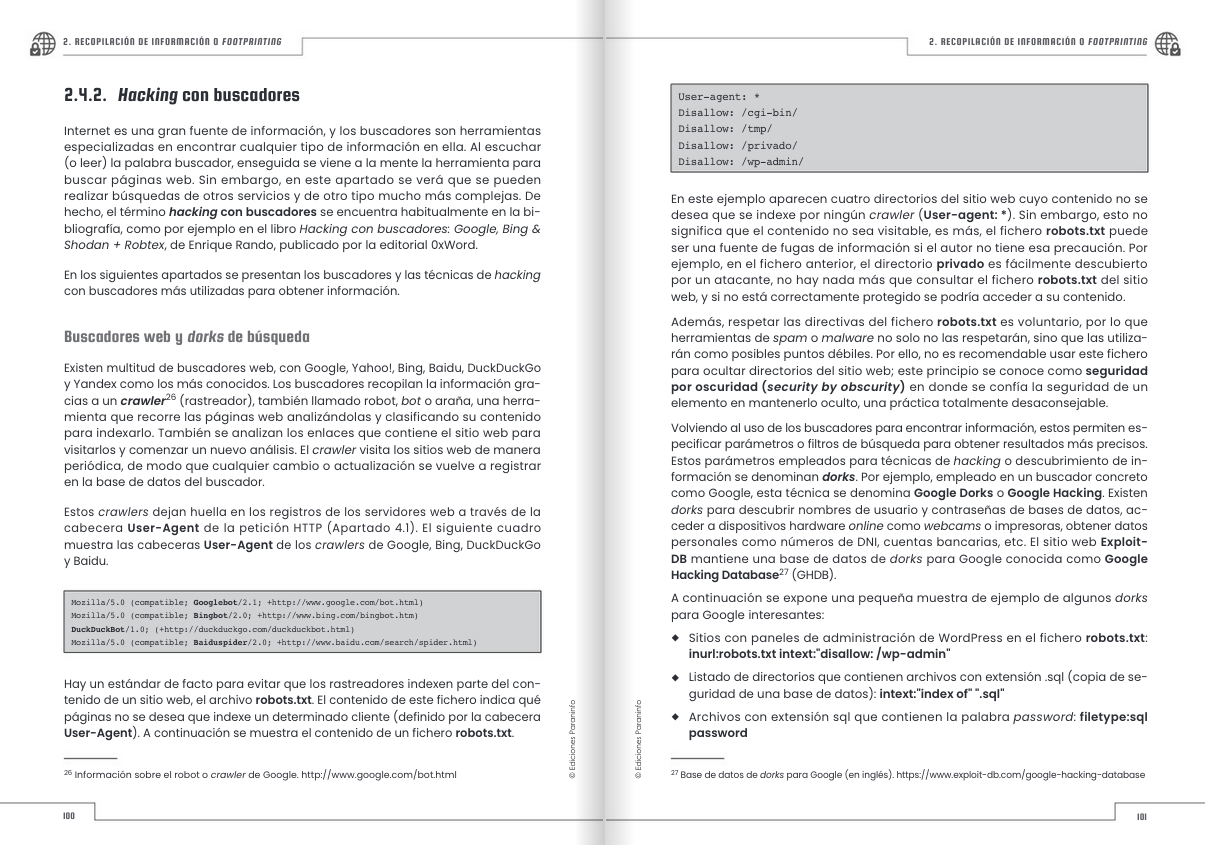 2. RECOPILACIÓN DE INFORMACIÓN O FOOTPRINTING
2.4.2. Hacking con buscadores
Internet es una gran fuente de información, y los buscadores son herramientas
especializadas en encontrar cualquier tipo de información en ella. Al escuchar
(o leer) la palabra buscador, enseguida se viene a la mente la herramienta para
buscar páginas web. Sin embargo, en este apartado se verá que se pueden
realizar búsquedas de otros servicios y de otro tipo mucho más complejas. De
hecho, el término hacking con buscadores se encuentra habitualmente en la bi-
bliografía, como por ejemplo en el libro Hacking con buscadores: Google, Bing &
Shodan + Robtex, de Enrique Rando, publicado por la editorial 0xWord.
En los siguientes apartados se presentan los buscadores y las técnicas de hacking
con buscadores más utilizadas para obtener información.
Buscadores web y dorks de búsqueda
Existen multitud de buscadores web, con Google, Yahoo!, Bing, Baidu, DuckDuckGo
y Yandex como los más conocidos. Los buscadores recopilan la información gra-
cias a un crawler26 (rastreador), también llamado robot, bot o araña, una herra-
mienta que recorre las páginas web analizándolas y clasificando su contenido
para indexarlo. También se analizan los enlaces que contiene el sitio web para
visitarlos y comenzar un nuevo análisis. El crawler visita los sitios web de manera
periódica, de modo que cualquier cambio o actualización se vuelve a registrar
en la base de datos del buscador.
Estos crawlers dejan huella en los registros de los servidores web a través de la
cabecera User-Agent de la petición HTTP (Apartado 4.1). El siguiente cuadro
muestra las cabeceras User-Agent de los crawlers de Google, Bing, DuckDuckGo
y Baidu.
Mozilla/5.0 (compatible; Googlebot/2.1; +http://www.google.com/bot.html)
Mozilla/5.0 (compatible; Bingbot/2.0; +http://www.bing.com/bingbot.htm)
DuckDuckBot/1.0; (+http://duckduckgo.com/duckduckbot.html)
Mozilla/5.0 (compatible; Baiduspider/2.0; +http://www.baidu.com/search/spider.html)
Hay un estándar de facto para evitar que los rastreadores indexen parte del con-
tenido de un sitio web, el archivo robots.txt. El contenido de este fichero indica qué
páginas no se desea que indexe un determinado cliente (definido por la cabecera
User-Agent). A continuación se muestra el contenido de un fichero robots.txt.
26 Información sobre el robot o crawler de Google. http://www.google.com/bot.html
© Ediciones Paraninfo
100
2. RECOPILACIÓN DE INFORMACIÓN O FOOTPRINTING
User-agent: *
Disallow: /cgi-bin/
Disallow: /tmp/
Disallow: /privado/
Disallow: /wp-admin/
En este ejemplo aparecen cuatro directorios del sitio web cuyo contenido no se
desea que se indexe por ningún crawler (User-agent: *). Sin embargo, esto no
significa que el contenido no sea visitable, es más, el fichero robots.txt puede
ser una fuente de fugas de información si el autor no tiene esa precaución. Por
ejemplo, en el fichero anterior, el directorio privado es fácilmente descubierto
por un atacante, no hay nada más que consultar el fichero robots.txt del sitio
web, y si no está correctamente protegido se podría acceder a su contenido.
Además, respetar las directivas del fichero robots.txt es voluntario, por lo que
herramientas de spam o malware no solo no las respetarán, sino que las utiliza-
rán como posibles puntos débiles. Por ello, no es recomendable usar este fichero
para ocultar directorios del sitio web; este principio se conoce como seguridad
por oscuridad (security by obscurity) en donde se confía la seguridad de un
elemento en mantenerlo oculto, una práctica totalmente desaconsejable.
Volviendo al uso de los buscadores para encontrar información, estos permiten es-
pecificar parámetros o filtros de búsqueda para obtener resultados más precisos.
Estos parámetros empleados para técnicas de hacking o descubrimiento de in-
formación se denominan dorks. Por ejemplo, empleado en un buscador concreto
como Google, esta técnica se denomina Google Dorks o Google Hacking. Existen
dorks para descubrir nombres de usuario y contraseñas de bases de datos, ac-
ceder a dispositivos hardware online como webcams o impresoras, obtener datos
personales como números de DNI, cuentas bancarias, etc. El sitio web Exploit-
DB mantiene una base de datos de dorks para Google conocida como Google
Hacking Database27 (GHDB).
A continuación se expone una pequeña muestra de ejemplo de algunos dorks
para Google interesantes:
◆ Sitios con paneles de administración de WordPress en el fichero robots.txt:
inurl:robots.txt intext:"disallow: /wp-admin"
◆ Listado de directorios que contienen archivos con extensión .sql (copia de se-
guridad de una base de datos): intext:"index of" ".sql"
◆ Archivos con extensión sql que contienen la palabra password: filetype:sql
password
27 Base de datos de dorks para Google (en inglés). https://www.exploit-db.com/google-hacking-database
© Ediciones Paraninfo
101